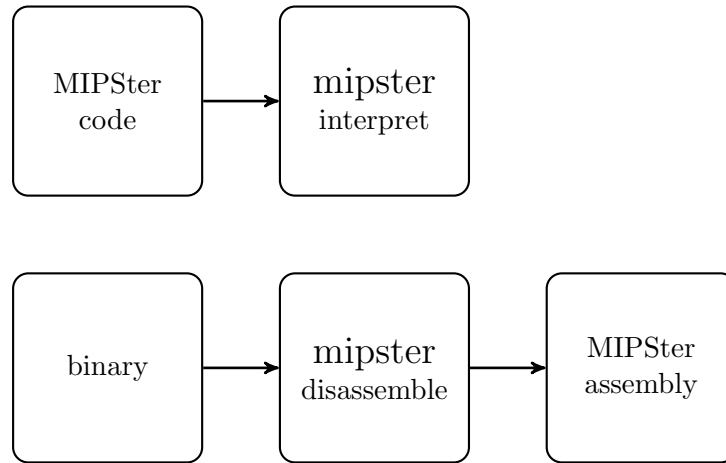 MIPSter
code
mipster
interpret
binary
mipster
disassemble
MIPSter
assembly